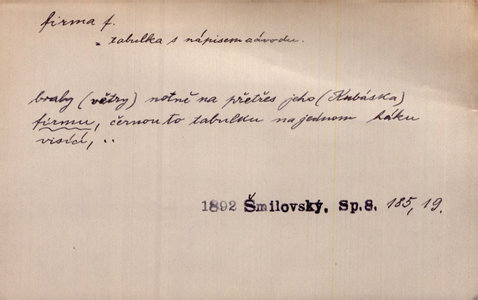 firma f.
= tabulka s nápisem závodu.
braly (větry) notně na přetřes jeho (Kubáska)
firmu, černou to tabulku na jednom háku
visící, ..
1892 Šmilovský, Sp. 8. 185, 19.